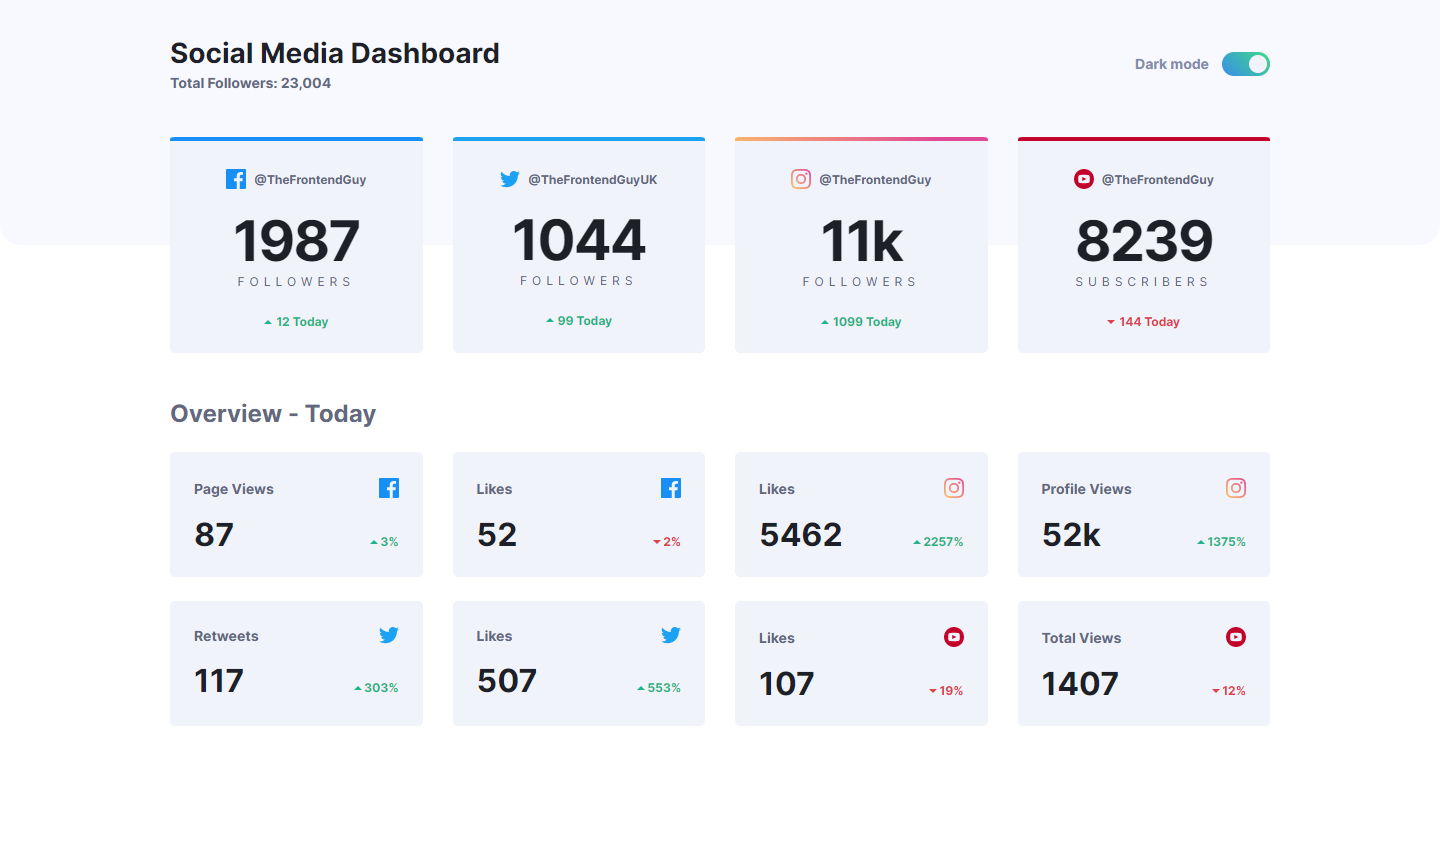 Social Media Dashboard
Total Followers: 23,004
Dark mode
@TheFrontendGuy
1987
FOLLOWERS
12 Today
@TheFrontendGuyUK
1044
FOLLOWERS
99 Today
@TheFrontendGuy
11k
FOLLOWERS
1099 Today
@TheFrontendGuy
8239
SUBSCRIBERS
144 Today
Overview - Today
Page Views
87
3%
Likes
52
2%
Likes
5462
2257%
Profile Views
52k
1375%
Retweets
117
303%
Likes
507
553%
Likes
107
19%
Total Views
1407
12%